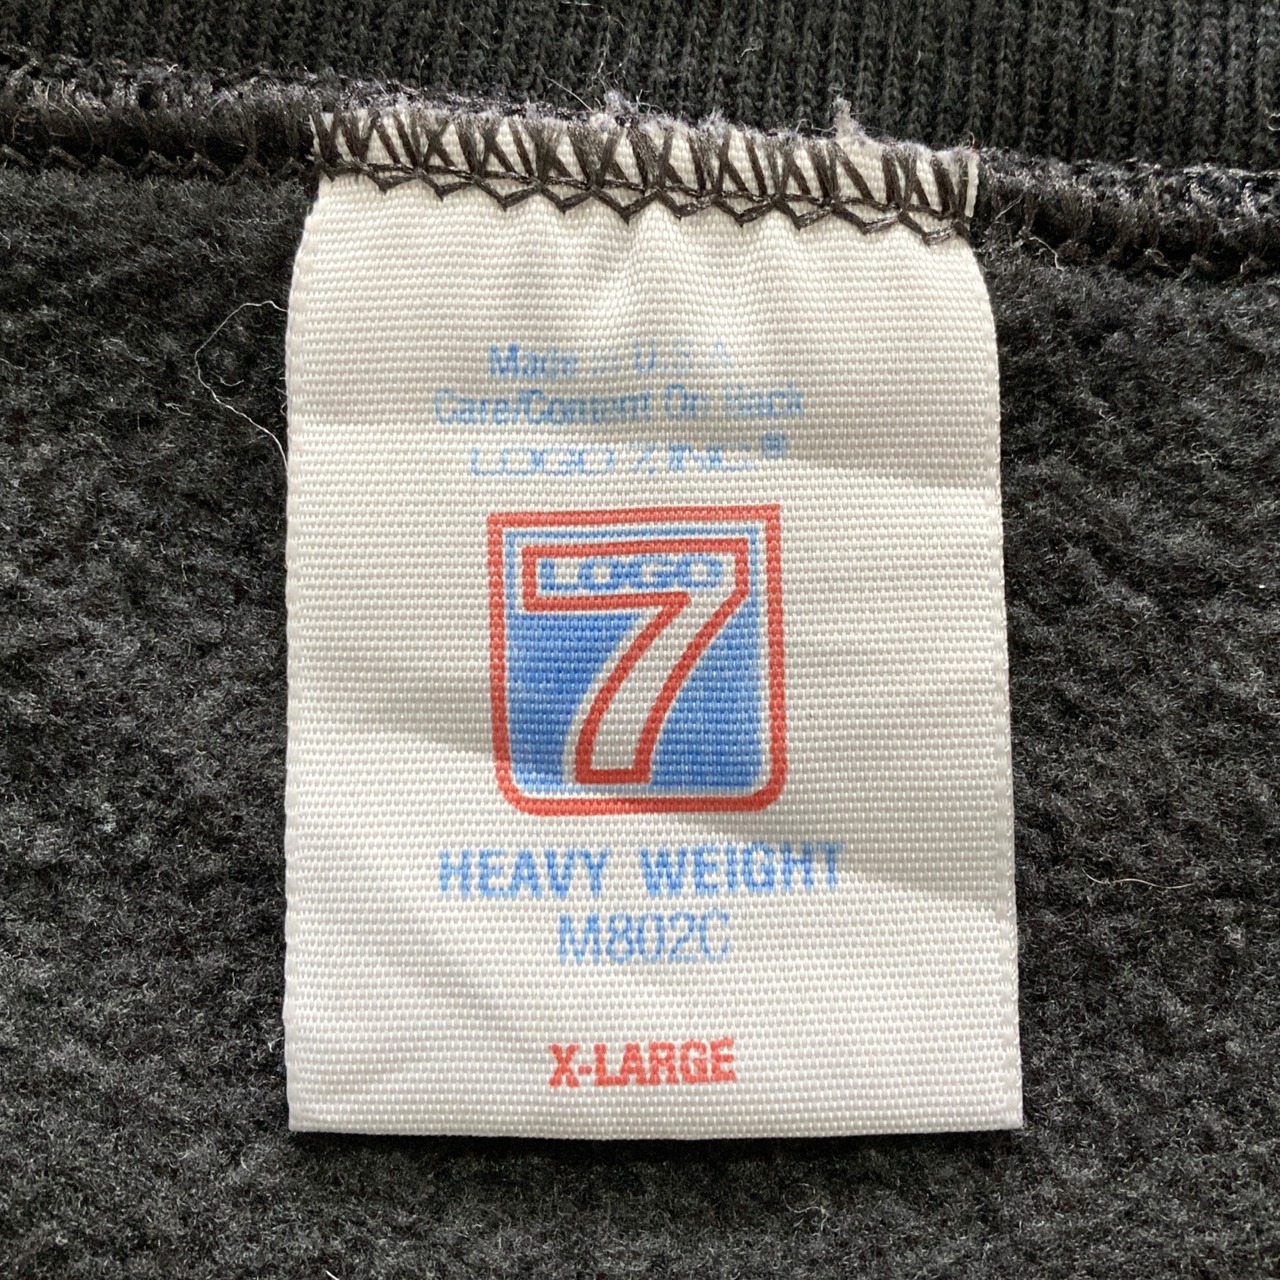 Made in U.S.A.
Care/Content On Back
LOGO 7, INC.®
LOGO
7
HEAVY WEIGHT
M802C
X-LARGE